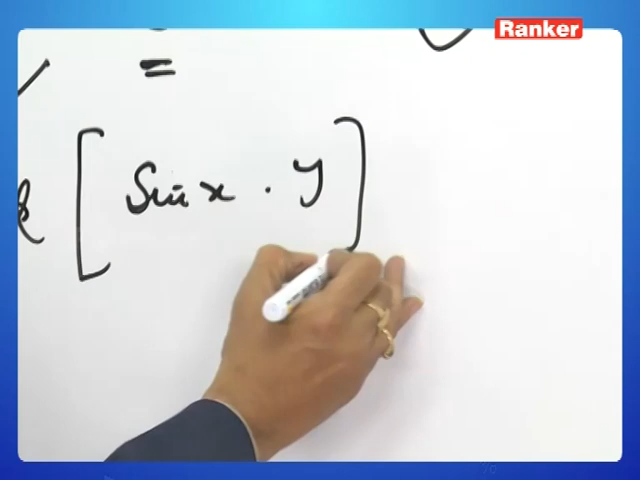 Ranker
[ Sin x . y ]